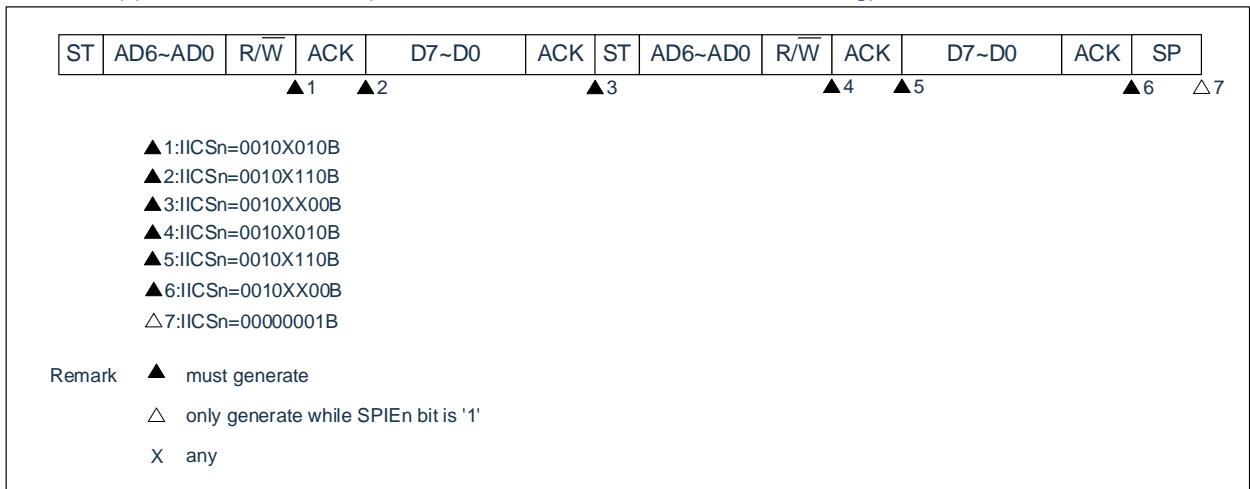 ST AD6~AD0 R/W ACK D7~D0 ACK ST AD6~AD0 R/W ACK D7~D0 ACK SP
▲1 ▲2 ▲3 ▲4 ▲5 ▲6 △7
▲1:IICSn=0010X010B
▲2:IICSn=0010X110B
▲3:IICSn=0010XX00B
▲4:IICSn=0010X010B
▲5:IICSn=0010X110B
▲6:IICSn=0010XX00B
△7:IICSn=00000001B
Remark ▲ must generate
△ only generate while SPIEn bit is '1'
X any